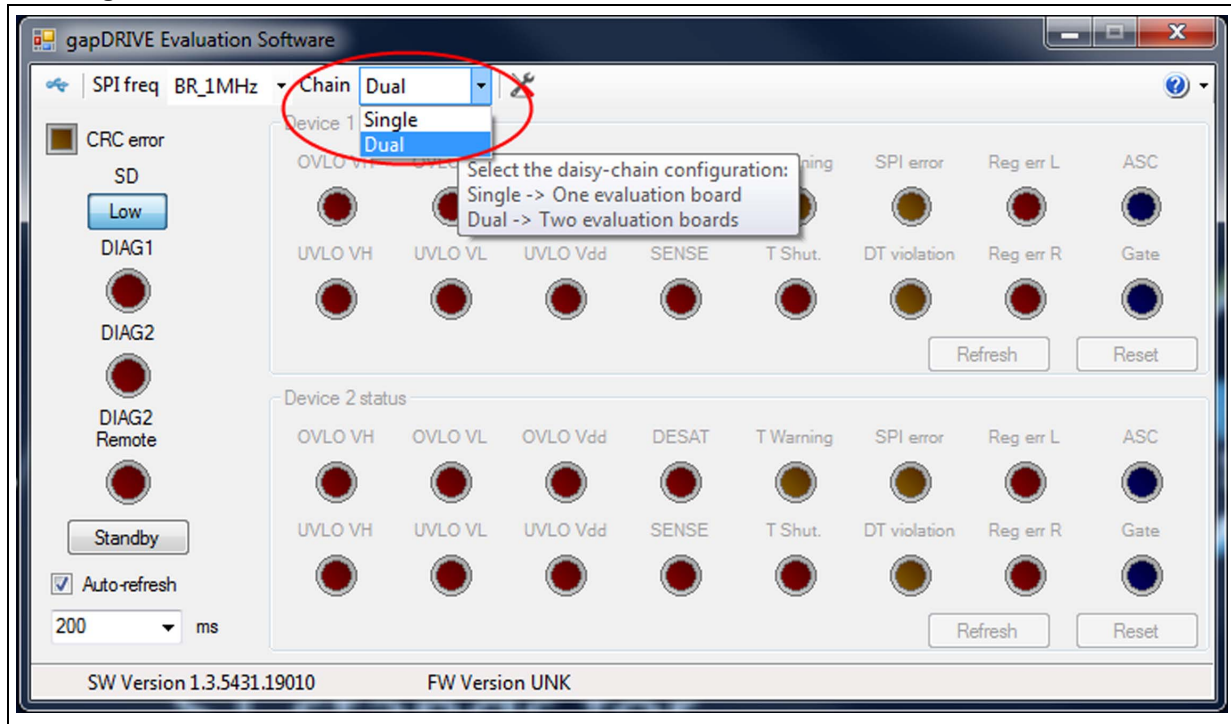 gapDRIVE Evaluation Software
SPI freq BR_1MHz Chain Dual
Single
Dual
Select the daisy-chain configuration:
Single -> One evaluation board
Dual -> Two evaluation boards
CRC error
SD
Low
DIAG1
DIAG2
DIAG2
Remote
Standby
Auto-refresh
200 ms
Device 1
OVLO VH SPI error Reg err L ASC
UVLO VH UVLO VL UVLO Vdd SENSE T Shut. DT violation Reg err R Gate
Refresh Reset
Device 2 status
OVLO VH OVLO VL OVLO Vdd DESAT T Warning SPI error Reg err L ASC
UVLO VH UVLO VL UVLO Vdd SENSE T Shut. DT violation Reg err R Gate
Refresh Reset
SW Version 1.3.5431.19010 FW Version UNK